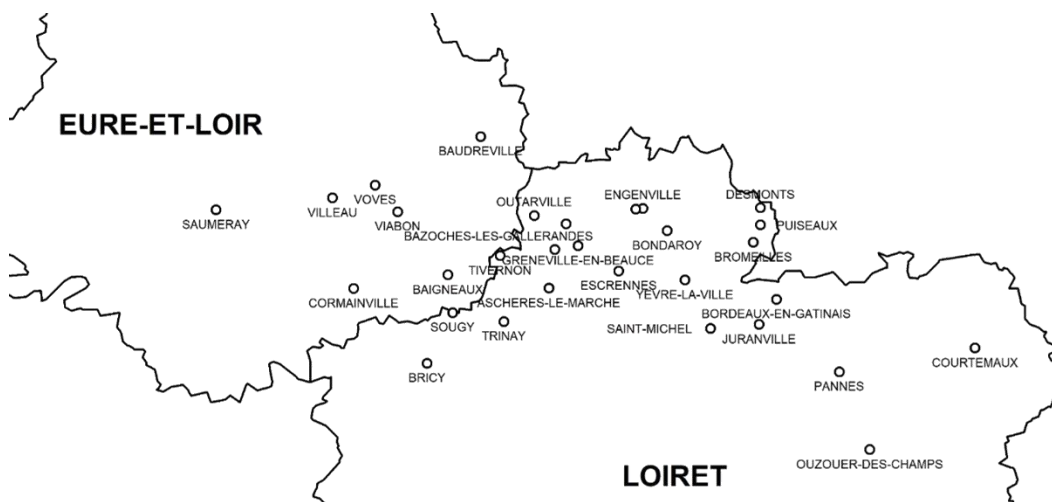 EURE-ET-LOIR
BAUDREVILLE
VOVES
OUTARVILLE
ENGENVILLE
DESMONTS
VILLEAU
SAUMERAY
VIABON
PUISEAUX
BAZOCHES-LES-GALLERANDES
BONDAROY
BROMEILLES
GRENEVILLE-EN-BEAUCE
TIVERNON
BAIGNEAUX
ESCRENNES
YEVRE-LA-VILLE
CORMAINVILLE
ASCHERES-LE-MARCHE
BORDEAUX-EN-GATINAIS
SOUGY
TRINAY
SAINT-MICHEL
JURANVILLE
COURTEMAUX
BRICY
PANNES
OUZOUER-DES-CHAMPS
LOIRET